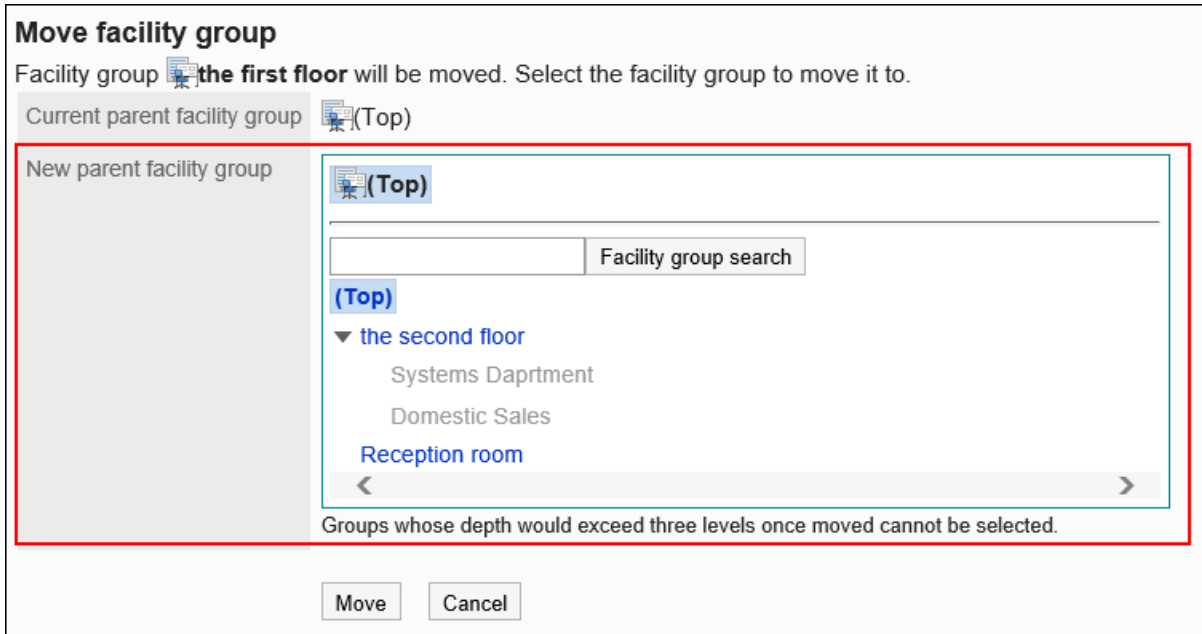 Move facility group
Facility group the first floor will be moved. Select the facility group to move it to.
Current parent facility group (Top)
New parent facility group
(Top)
Facility group search
(Top)
the second floor
Systems Daprtment
Domestic Sales
Reception room
Groups whose depth would exceed three levels once moved cannot be selected.
Move Cancel